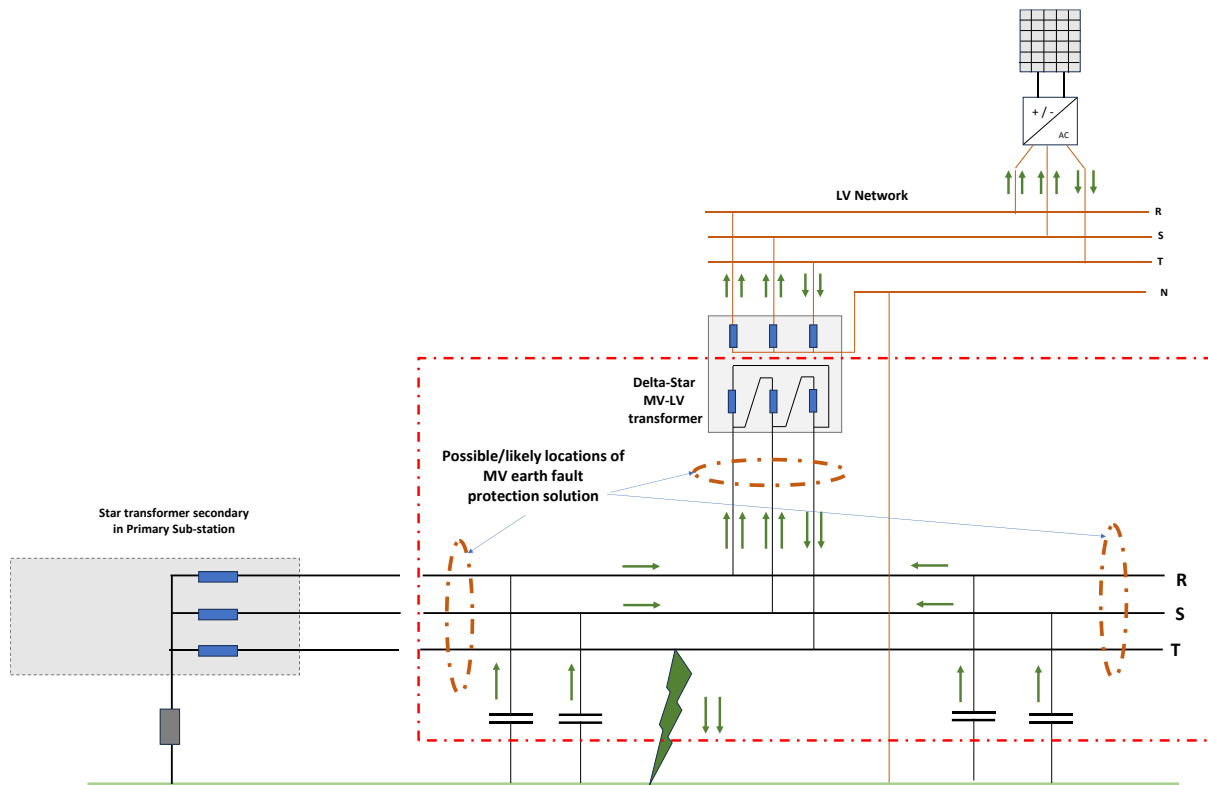 + / -
AC
LV Network
R
S
T
N
Delta-Star
MV-LV
transformer
Possible/likely locations of
MV earth fault
protection solution
Star transformer secondary
in Primary Sub-station
R
S
T